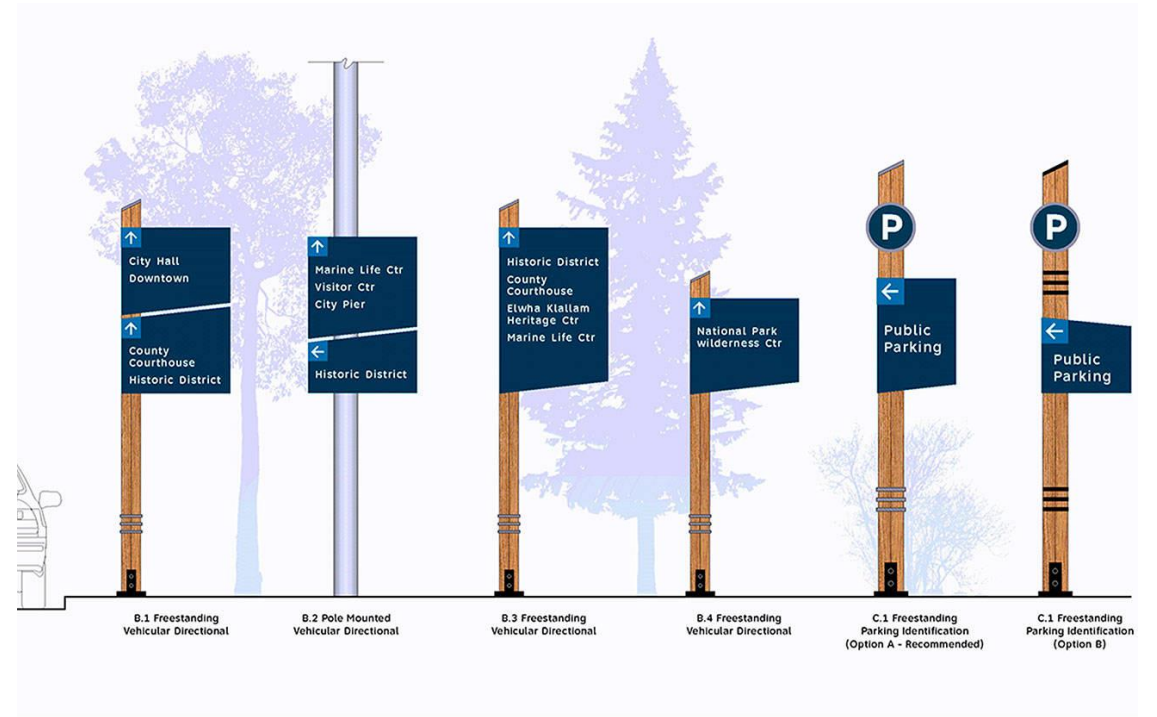 City Hall
Downtown
County
Courthouse
Historic District
Marine Life Ctr
Visitor Ctr
City Pier
Historic District
Historic District
County
Courthouse
Elwha Klallam
Heritage Ctr
Marine Life Ctr
National Park
wilderness Ctr
P
Public
Parking
P
Public
Parking
B.1 Freestanding
Vehicular Directional
B.2 Pole Mounted
Vehicular Directional
B.3 Freestanding
Vehicular Directional
B.4 Freestanding
Vehicular Directional
C.1 Freestanding
Parking Identification
(Option A - Recommended)
C.1 Freestanding
Parking Identification
(Option B)